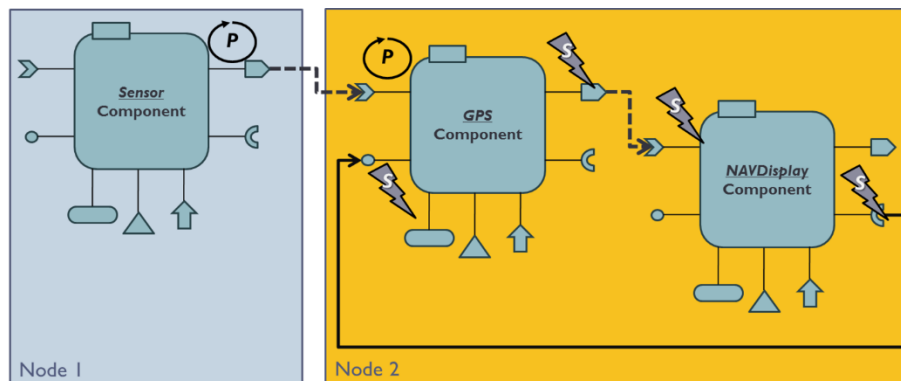 P
Sensor
Component
Node 1
P
S
GPS
Component
S
S
NAVDisplay
Component
S
Node 2